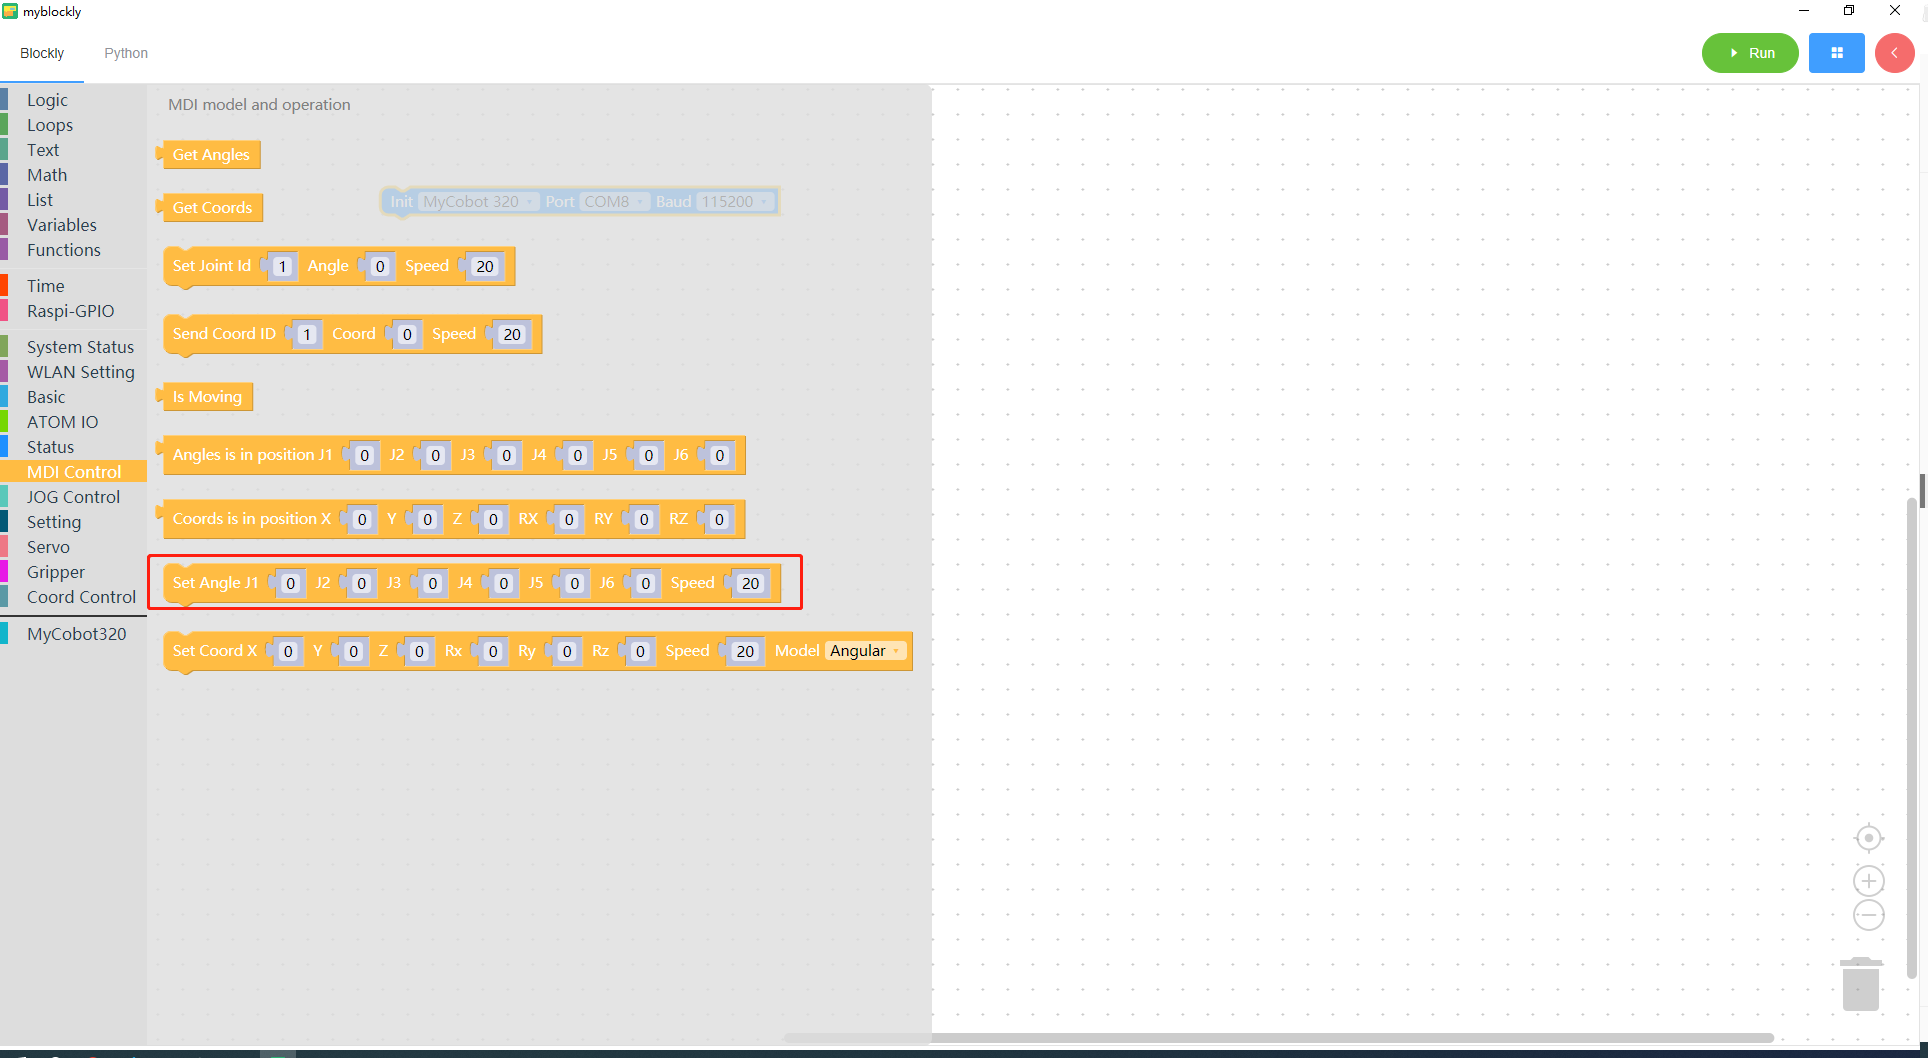 myblockly
Blockly Python Run
Logic
Loops
Text
Math
List
Variables
Functions
Time
Raspi-GPIO
System Status
WLAN Setting
Basic
ATOM IO
Status
MDI Control
JOG Control
Setting
Servo
Gripper
Coord Control
MyCobot320
MDI model and operation
Get Angles
Init MyCobot 320 Port COM8 Baud 115200
Get Coords
Set Joint Id 1 Angle 0 Speed 20
Send Coord ID 1 Coord 0 Speed 20
Is Moving
Angles is in position J1 0 J2 0 J3 0 J4 0 J5 0 J6 0
Coords is in position X 0 Y 0 Z 0 RX 0 RY 0 RZ 0
Set Angle J1 0 J2 0 J3 0 J4 0 J5 0 J6 0 Speed 20
Set Coord X 0 Y 0 Z 0 Rx 0 Ry 0 Rz 0 Speed 20 Model Angular